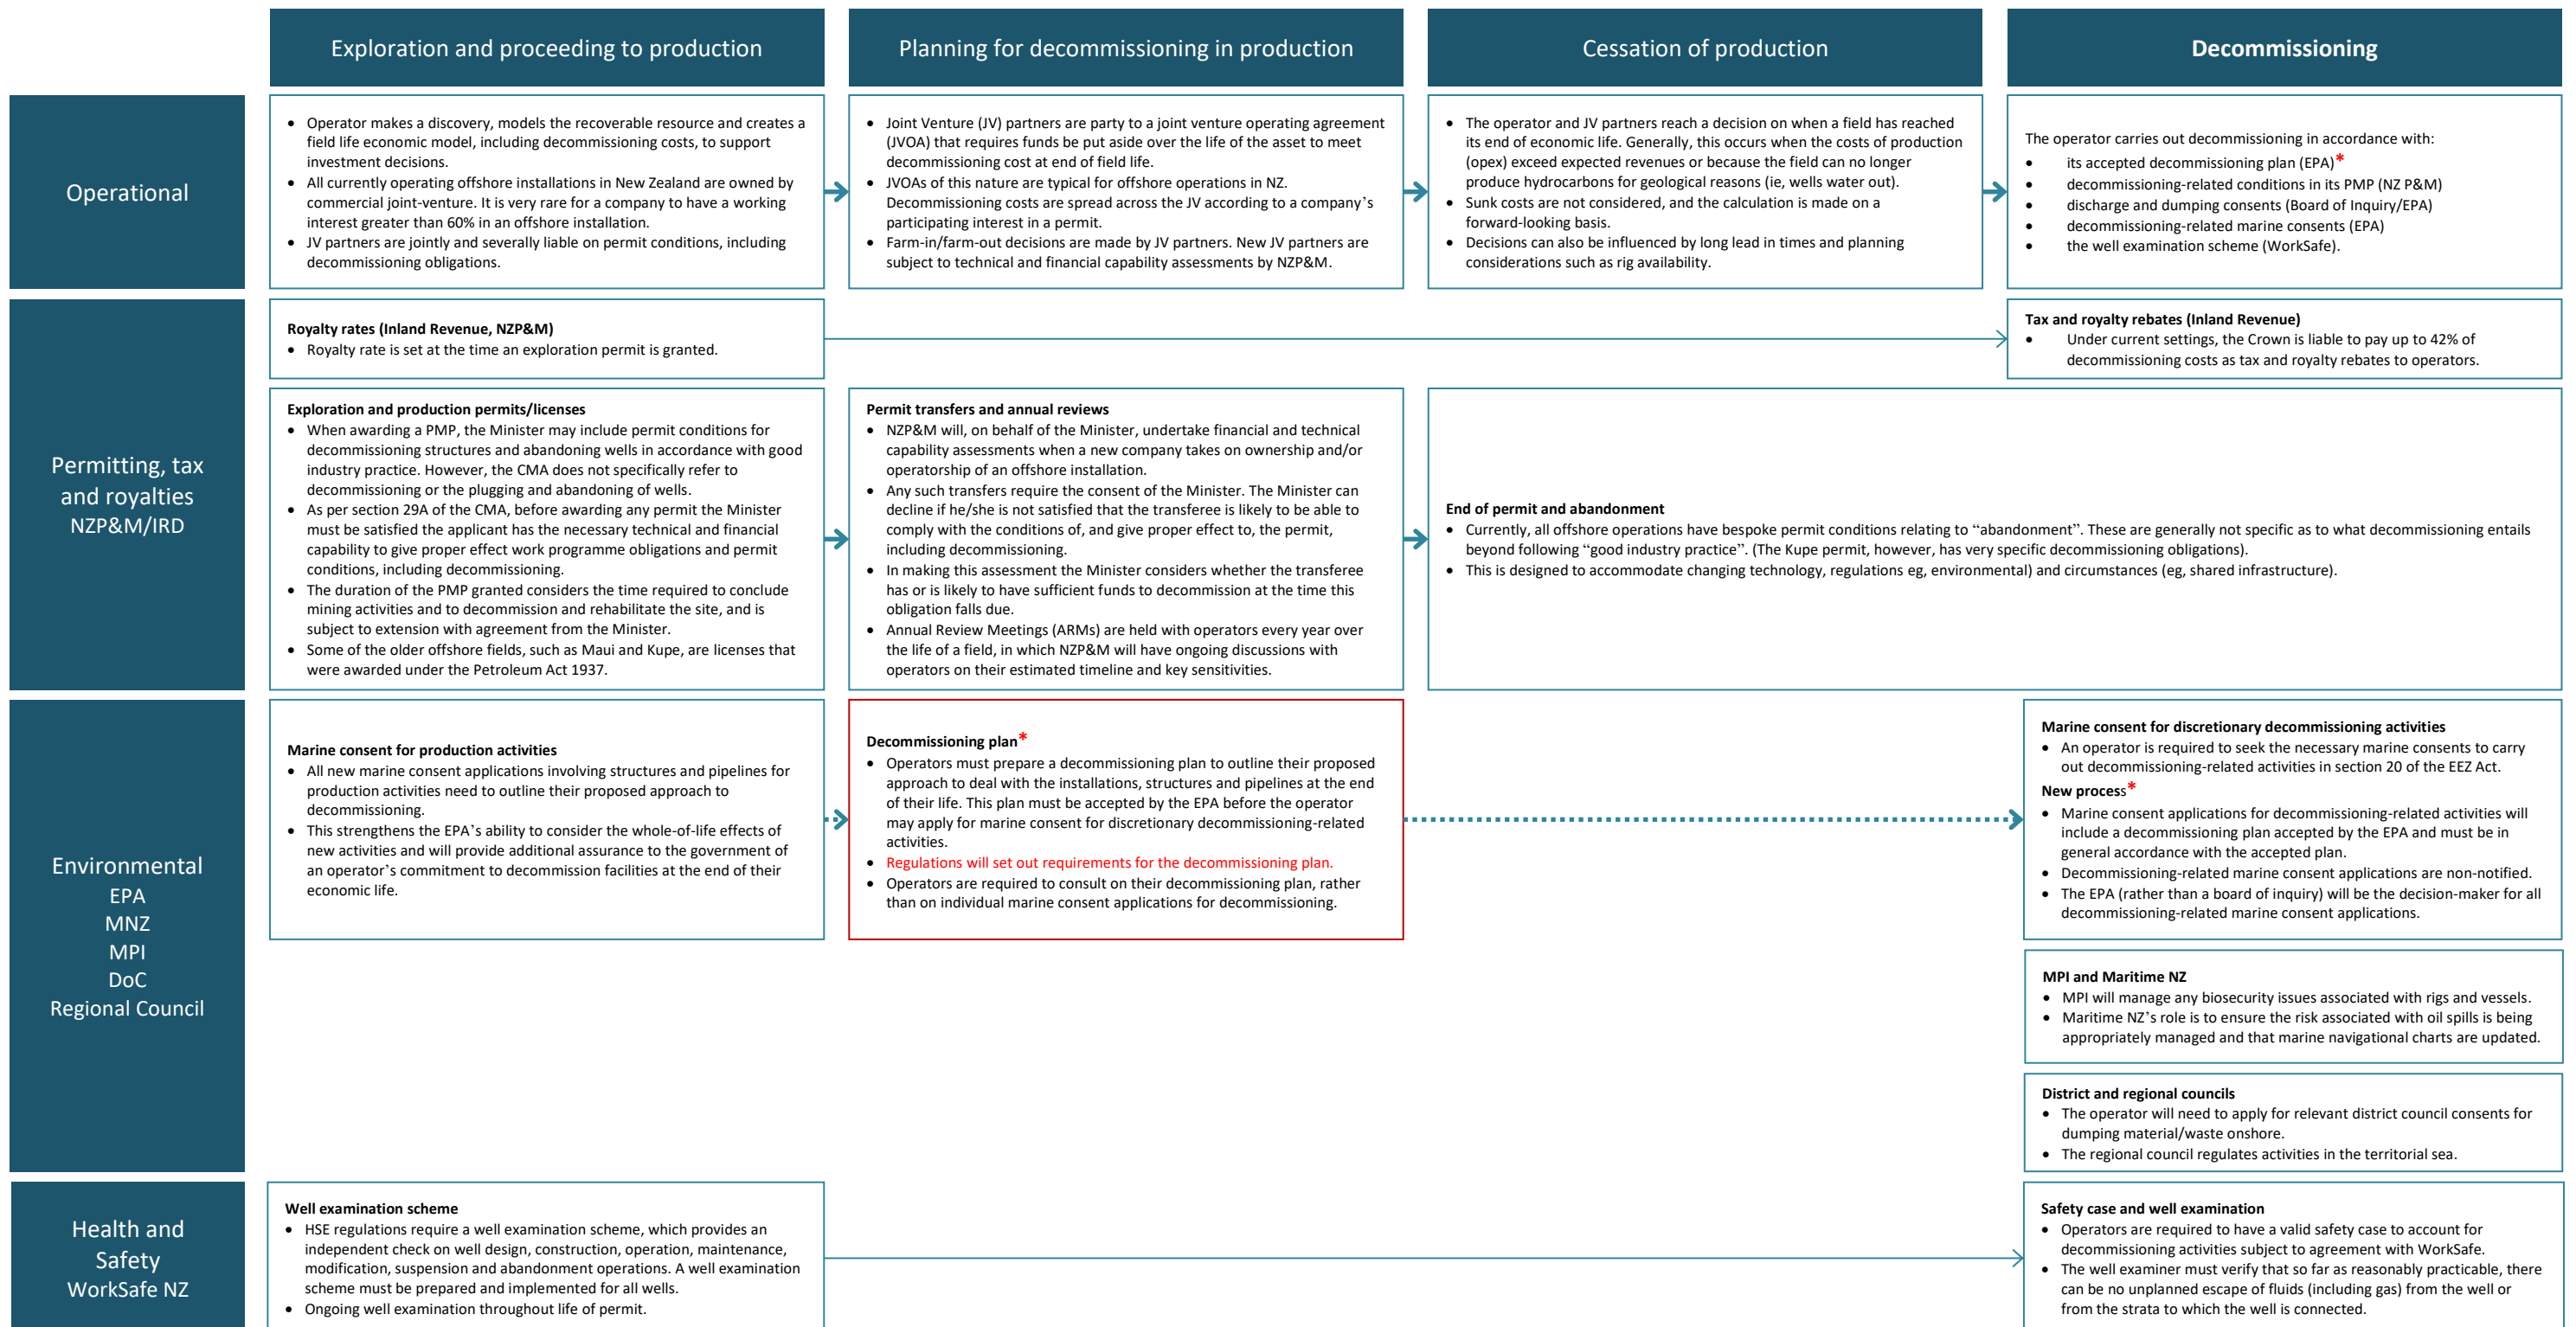 Exploration and proceeding to production
Planning for decommissioning in production
Cessation of production
Decommissioning
Operational
• Operator makes a discovery, models the recoverable resource and creates a
field life economic model, including decommissioning costs, to support
investment decisions.
• All currently operating offshore installations in New Zealand are owned by
commercial joint-venture. It is very rare for a company to have a working
interest greater than 60% in an offshore installation.
• JV partners are jointly and severally liable on permit conditions, including
decommissioning obligations.
• Joint Venture (JV) partners are party to a joint venture operating agreement
(JVOA) that requires funds be put aside over the life of the asset to meet
decommissioning cost at end of field life.
• JVOAs of this nature are typical for offshore operations in NZ.
Decommissioning costs are spread across the JV according to a company's
participating interest in a permit.
• Farm-in/farm-out decisions are made by JV partners. New JV partners are
subject to technical and financial capability assessments by NZP&M.
• The operator and JV partners reach a decision on when a field has reached
its end of economic life. Generally, this occurs when the costs of production
(opex) exceed expected revenues or because the field can no longer
produce hydrocarbons for geological reasons (ie, wells water out).
• Sunk costs are not considered, and the calculation is made on a
forward-looking basis.
• Decisions can also be influenced by long lead in times and planning
considerations such as rig availability.
The operator carries out decommissioning in accordance with:
• its accepted decommissioning plan (EPA)*
• decommissioning-related conditions in its PMP (NZ P&M)
• discharge and dumping consents (Board of Inquiry/EPA)
• decommissioning-related marine consents (EPA)
• the well examination scheme (WorkSafe).
Permitting, tax
and royalties
NZP&M/IRD
Royalty rates (Inland Revenue, NZP&M)
• Royalty rate is set at the time an exploration permit is granted.
Tax and royalty rebates (Inland Revenue)
• Under current settings, the Crown is liable to pay up to 42% of
decommissioning costs as tax and royalty rebates to operators.
Exploration and production permits/licenses
• When awarding a PMP, the Minister may include permit conditions for
decommissioning structures and abandoning wells in accordance with good
industry practice. However, the CMA does not specifically refer to
decommissioning or the plugging and abandoning of wells.
• As per section 29A of the CMA, before awarding any permit the Minister
must be satisfied the applicant has the necessary technical and financial
capability to give proper effect work programme obligations and permit
conditions, including decommissioning.
• The duration of the PMP granted considers the time required to conclude
mining activities and to decommission and rehabilitate the site, and is
subject to extension with agreement from the Minister.
• Some of the older offshore fields, such as Maui and Kupe, are licenses that
were awarded under the Petroleum Act 1937.
Permit transfers and annual reviews
• NZP&M will, on behalf of the Minister, undertake financial and technical
capability assessments when a new company takes on ownership and/or
operatorship of an offshore installation.
• Any such transfers require the consent of the Minister. The Minister can
decline if he/she is not satisfied that the transferee is likely to be able to
comply with the conditions of, and give proper effect to, the permit,
including decommissioning.
• In making this assessment the Minister considers whether the transferee
has or is likely to have sufficient funds to decommission at the time this
obligation falls due.
• Annual Review Meetings (ARMs) are held with operators every year over
the life of a field, in which NZP&M will have ongoing discussions with
operators on their estimated timeline and key sensitivities.
End of permit and abandonment
• Currently, all offshore operations have bespoke permit conditions relating to “abandonment”. These are generally not specific as to what decommissioning entails
beyond following “good industry practice”. (The Kupe permit, however, has very specific decommissioning obligations).
• This is designed to accommodate changing technology, regulations eg, environmental) and circumstances (eg, shared infrastructure).
Environmental
EPA
MNZ
MPI
DoC
Regional Council
Marine consent for production activities
• All new marine consent applications involving structures and pipelines for
production activities need to outline their proposed approach to
decommissioning.
• This strengthens the EPA's ability to consider the whole-of-life effects of
new activities and will provide additional assurance to the government of
an operator's commitment to decommission facilities at the end of their
economic life.
Decommissioning plan*
• Operators must prepare a decommissioning plan to outline their proposed
approach to deal with the installations, structures and pipelines at the end
of their life. This plan must be accepted by the EPA before the operator
may apply for marine consent for discretionary decommissioning-related
activities.
• Regulations will set out requirements for the decommissioning plan.
• Operators are required to consult on their decommissioning plan, rather
than on individual marine consent applications for decommissioning.
Marine consent for discretionary decommissioning activities
• An operator is required to seek the necessary marine consents to carry
out decommissioning-related activities in section 20 of the EEZ Act.
New process*
• Marine consent applications for decommissioning-related activities will
include a decommissioning plan accepted by the EPA and must be in
general accordance with the accepted plan.
• Decommissioning-related marine consent applications are non-notified.
• The EPA (rather than a board of inquiry) will be the decision-maker for all
decommissioning-related marine consent applications.
MPI and Maritime NZ
• MPI will manage any biosecurity issues associated with rigs and vessels.
• Maritime NZ's role is to ensure the risk associated with oil spills is being
appropriately managed and that marine navigational charts are updated.
District and regional councils
• The operator will need to apply for relevant district council consents for
dumping material/waste onshore.
• The regional council regulates activities in the territorial sea.
Health and
Safety
WorkSafe NZ
Well examination scheme
• HSE regulations require a well examination scheme, which provides an
independent check on well design, construction, operation, maintenance,
modification, suspension and abandonment operations. A well examination
scheme must be prepared and implemented for all wells.
• Ongoing well examination throughout life of permit.
Safety case and well examination
• Operators are required to have a valid safety case to account for
decommissioning activities subject to agreement with WorkSafe.
• The well examiner must verify that so far as reasonably practicable, there
can be no unplanned escape of fluids (including gas) from the well or
from the strata to which the well is connected.